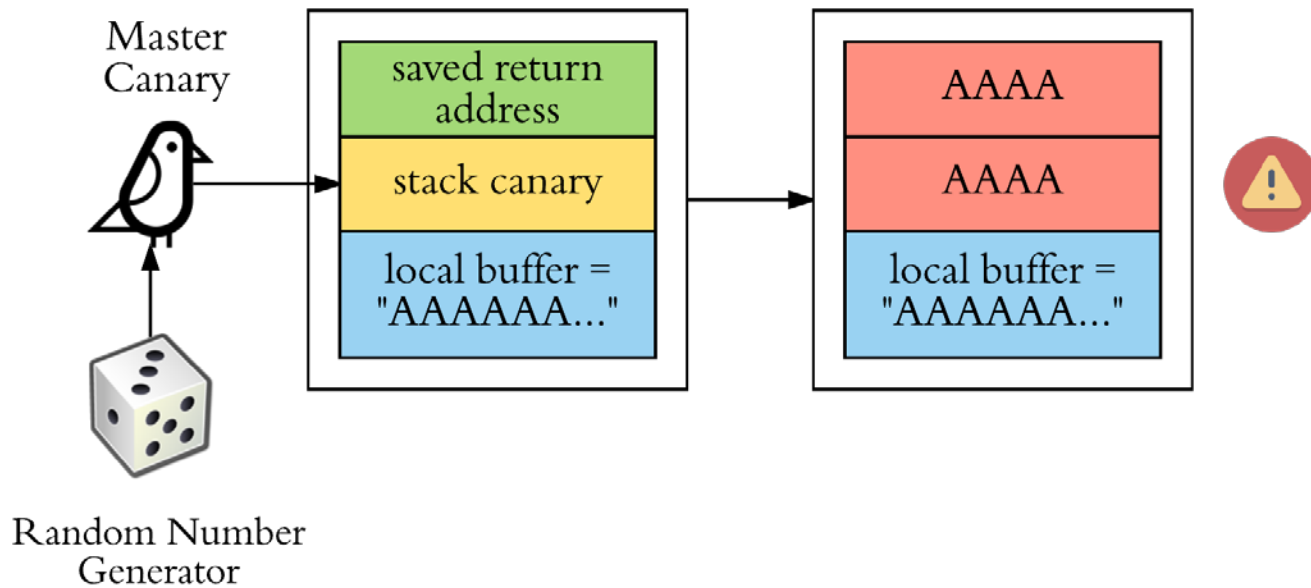 Master
Canary
saved return
address
stack canary
local buffer =
"AAAAAA..."
AAAA
AAAA
local buffer =
"AAAAAA..."
Random Number
Generator